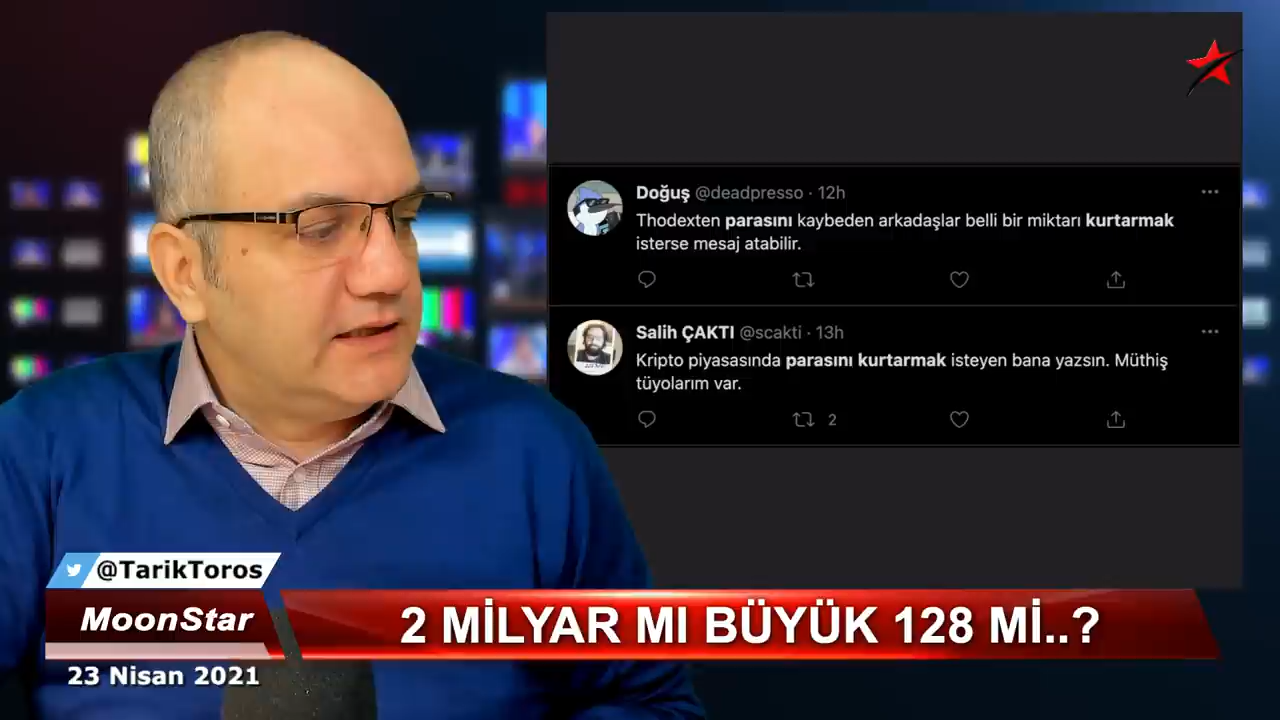 Doğuş @deadpresso · 12h
Thodexten parasını kaybeden arkadaşlar belli bir miktarı kurtarmak
isterse mesaj atabilir.
Salih ÇAKTI @scakti · 13h
Kripto piyasasında parasını kurtarmak isteyen bana yazsın. Müthiş
tüyolarım var.
2
@TarikToros
MoonStar
2 MİLYAR MI BÜYÜK 128 Mİ..?
23 Nisan 2021